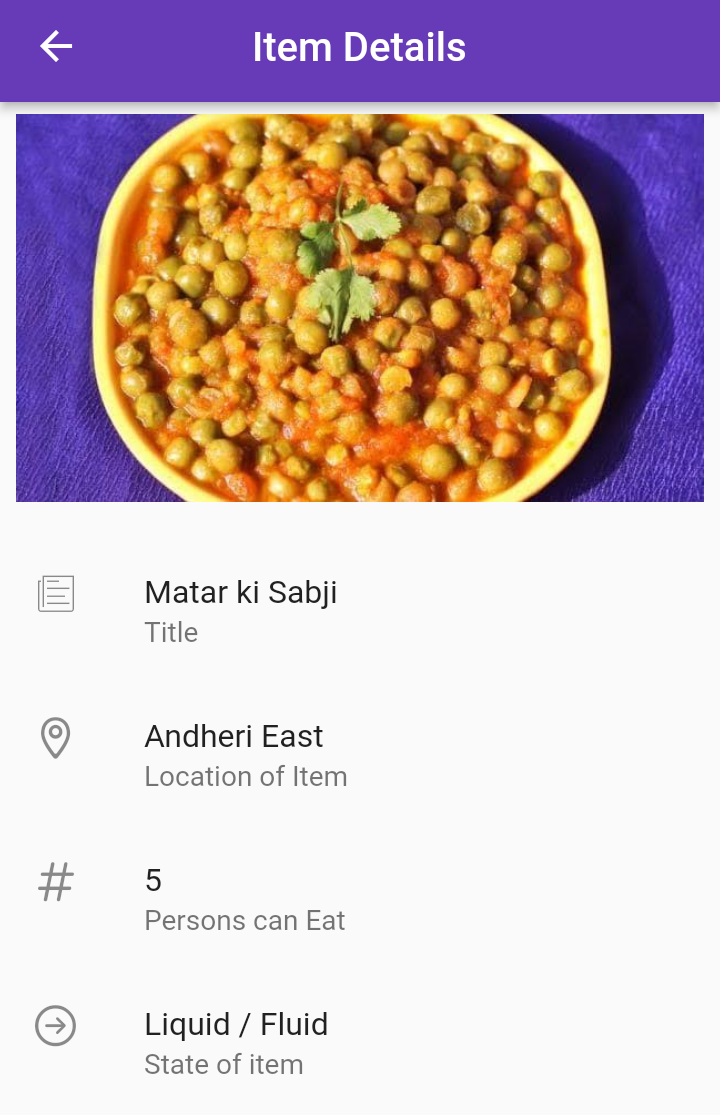 Item Details
Matar ki Sabji
Title
Andheri East
Location of Item
5
Persons can Eat
Liquid / Fluid
State of item